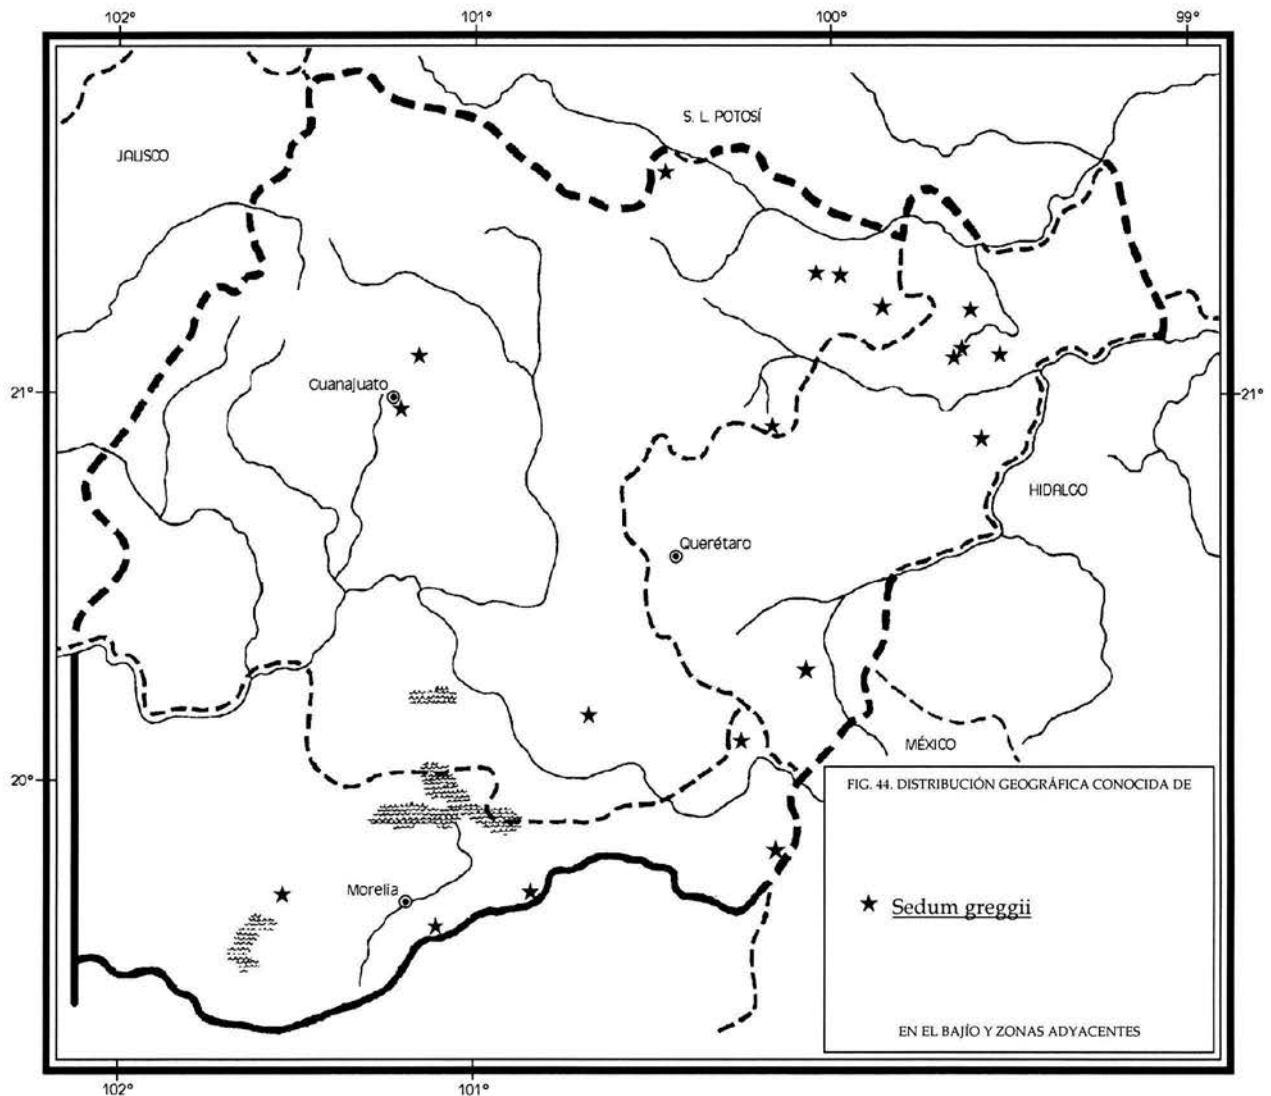 102°
101°
100°
99°
S. L. POTOSÍ
JALISCO
Guanajuato
21°
21°
HIDALGO
Querétaro
MÉXICO
20°
FIG. 44. DISTRIBUCIÓN GEOGRÁFICA CONOCIDA DE
Morelia
Sedum greggii
EN EL BAJÍO Y ZONAS ADYACENTES
102°
101°